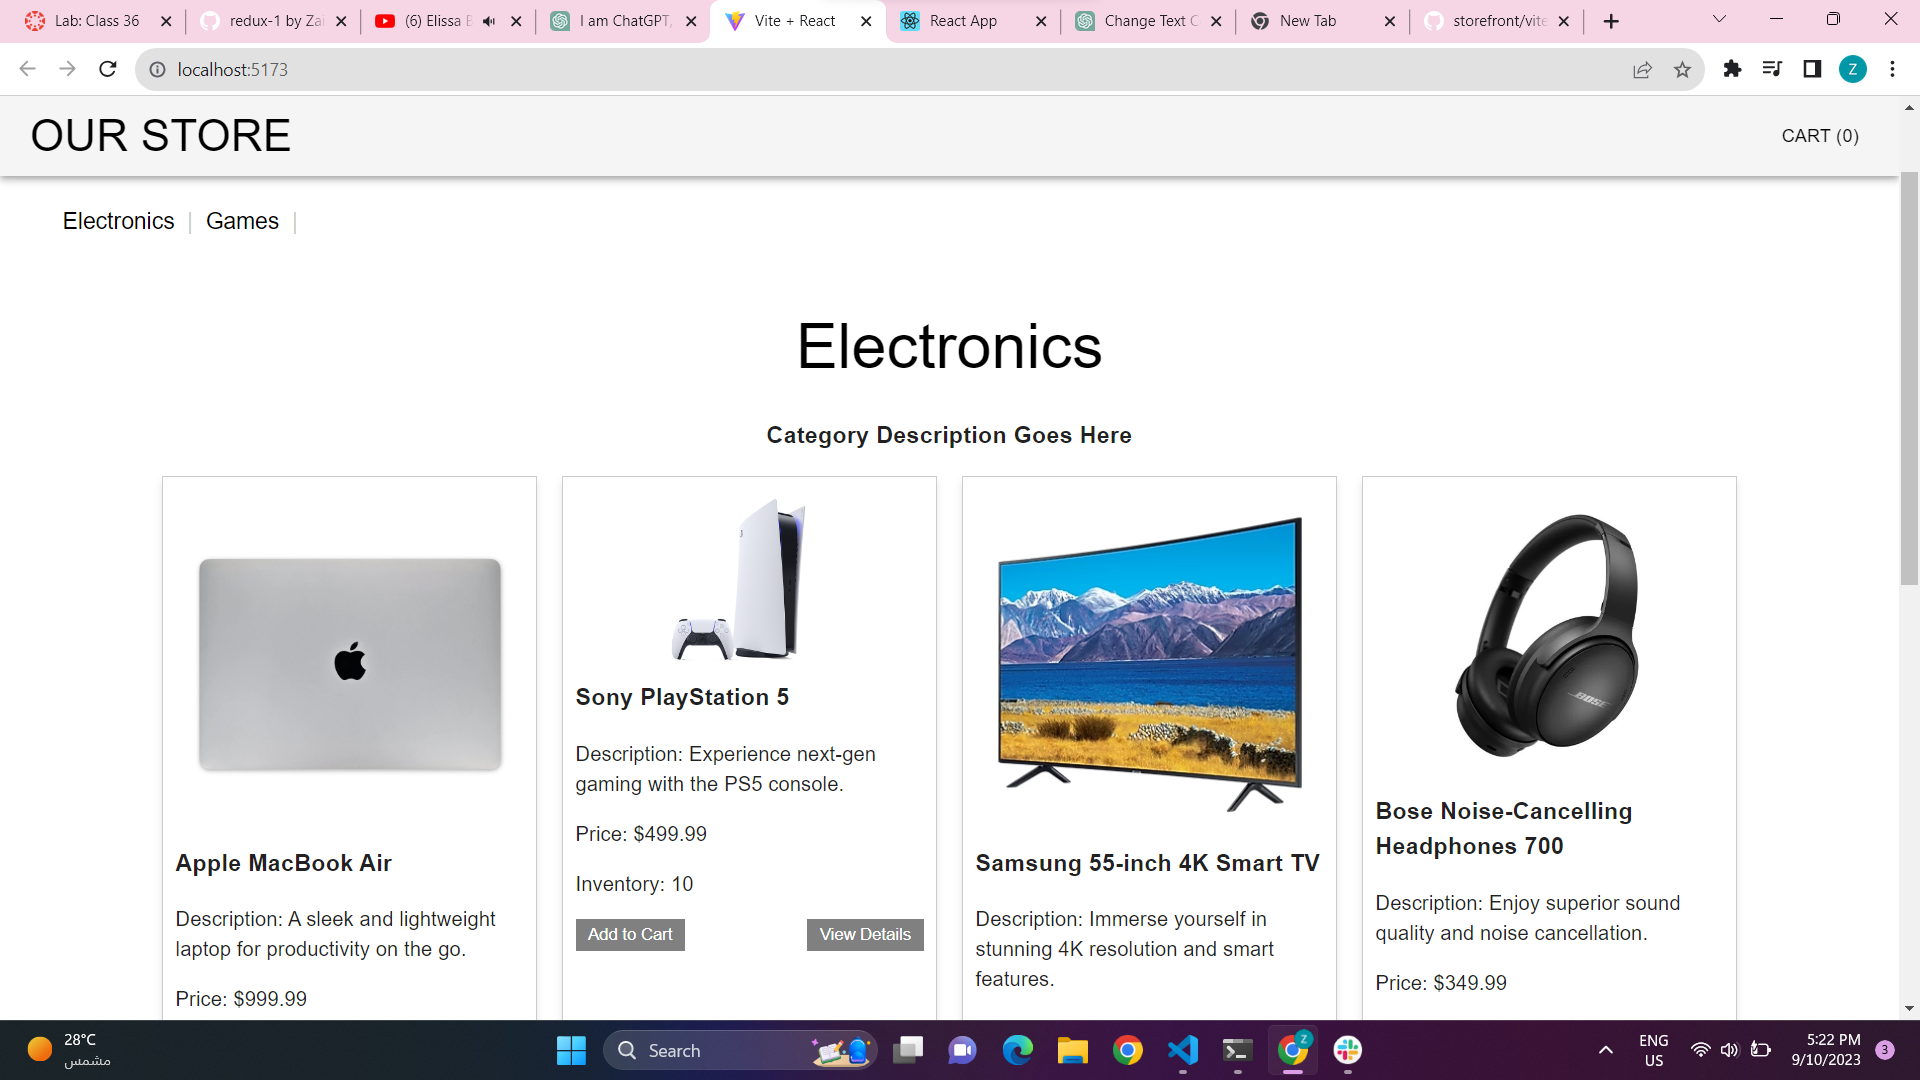 Lab: Class 36
redux-1 by Zai
(6) Elissa B
I am ChatGPT,
Vite + React
React App
Change Text C
New Tab
storefront/vite
localhost:5173
Z
OUR STORE
CART (0)
Electronics | Games |
Electronics
Category Description Goes Here
Apple MacBook Air
Description: A sleek and lightweight
laptop for productivity on the go.
Price: $999.99
Sony PlayStation 5
Description: Experience next-gen
gaming with the PS5 console.
Price: $499.99
Inventory: 10
Add to Cart
View Details
Samsung 55-inch 4K Smart TV
Description: Immerse yourself in
stunning 4K resolution and smart
features.
BOSE
Bose Noise-Cancelling
Headphones 700
Description: Enjoy superior sound
quality and noise cancellation.
Price: $349.99
28°C
مشمس
Search
Z
ENG
US
5:22 PM
9/10/2023
3